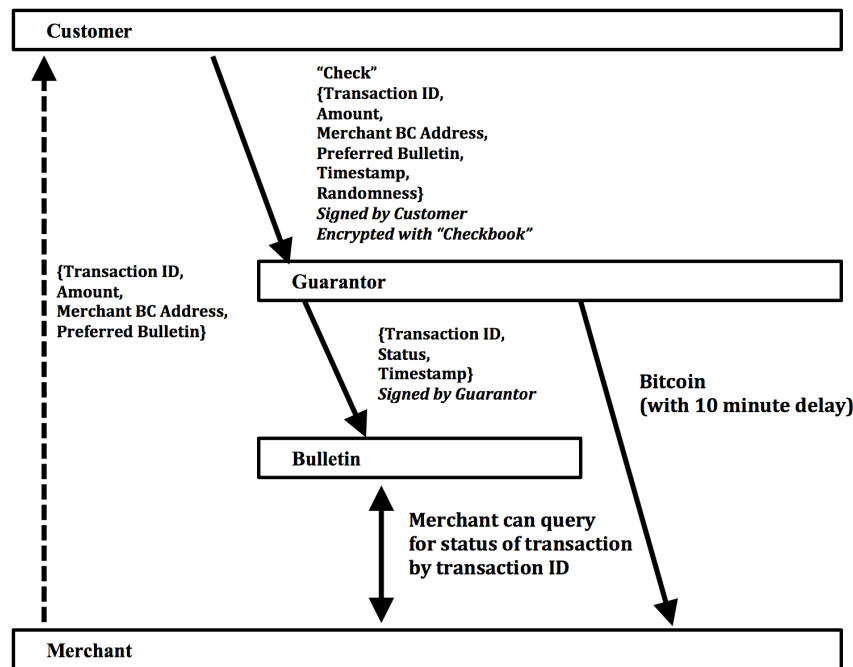 Customer
“Check”
{Transaction ID,
Amount,
Merchant BC Address,
Preferred Bulletin,
Timestamp,
Randomness}
Signed by Customer
Encrypted with “Checkbook”
{Transaction ID,
Amount,
Merchant BC Address,
Preferred Bulletin}
Guarantor
{Transaction ID,
Status,
Timestamp}
Signed by Guarantor
Bitcoin
(with 10 minute delay)
Bulletin
Merchant can query
for status of transaction
by transaction ID
Merchant